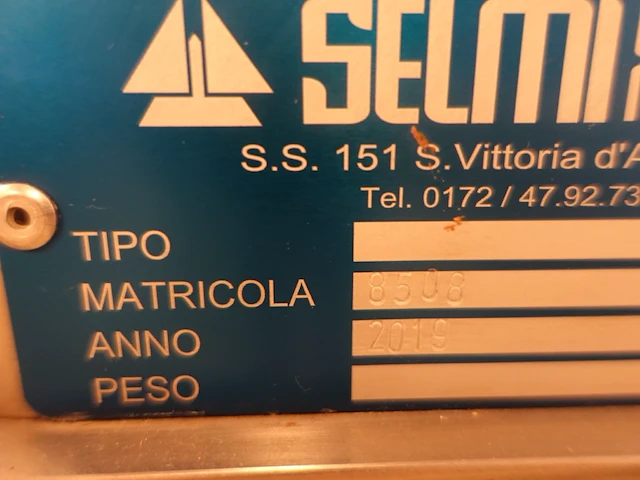 SELMI
S.S. 151 S.Vittoria d'A
Tel. 0172 / 47.92.73
TIPO
MATRICOLA 8508
ANNO 2019
PESO